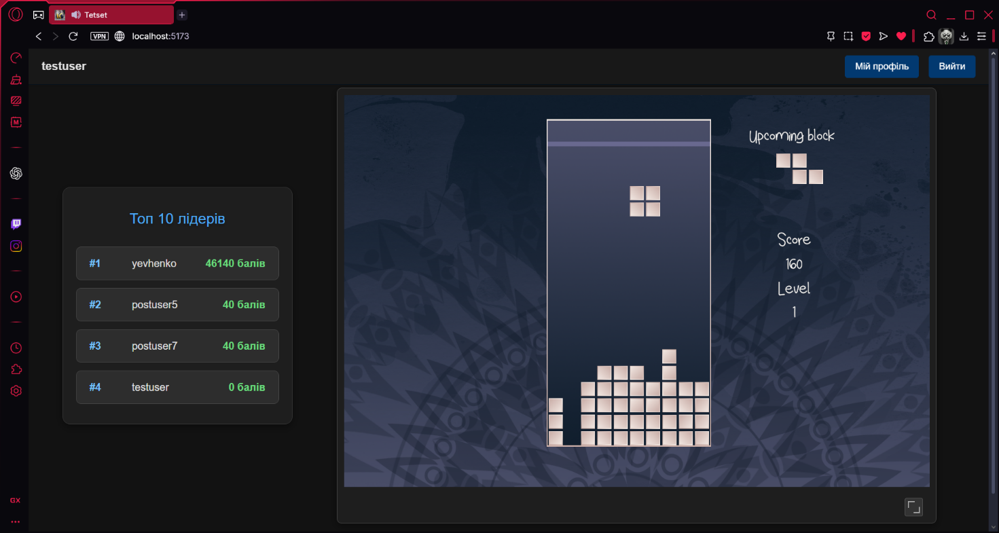 Tetset
VPN
localhost:5173
M
testuser
Мій профіль
Вийти
Топ 10 лідерів
#1 yevhenko 46140 балів
#2 postuser5 40 балів
#3 postuser7 40 балів
#4 testuser 0 балів
Upcoming block
Score
160
Level
1
GX